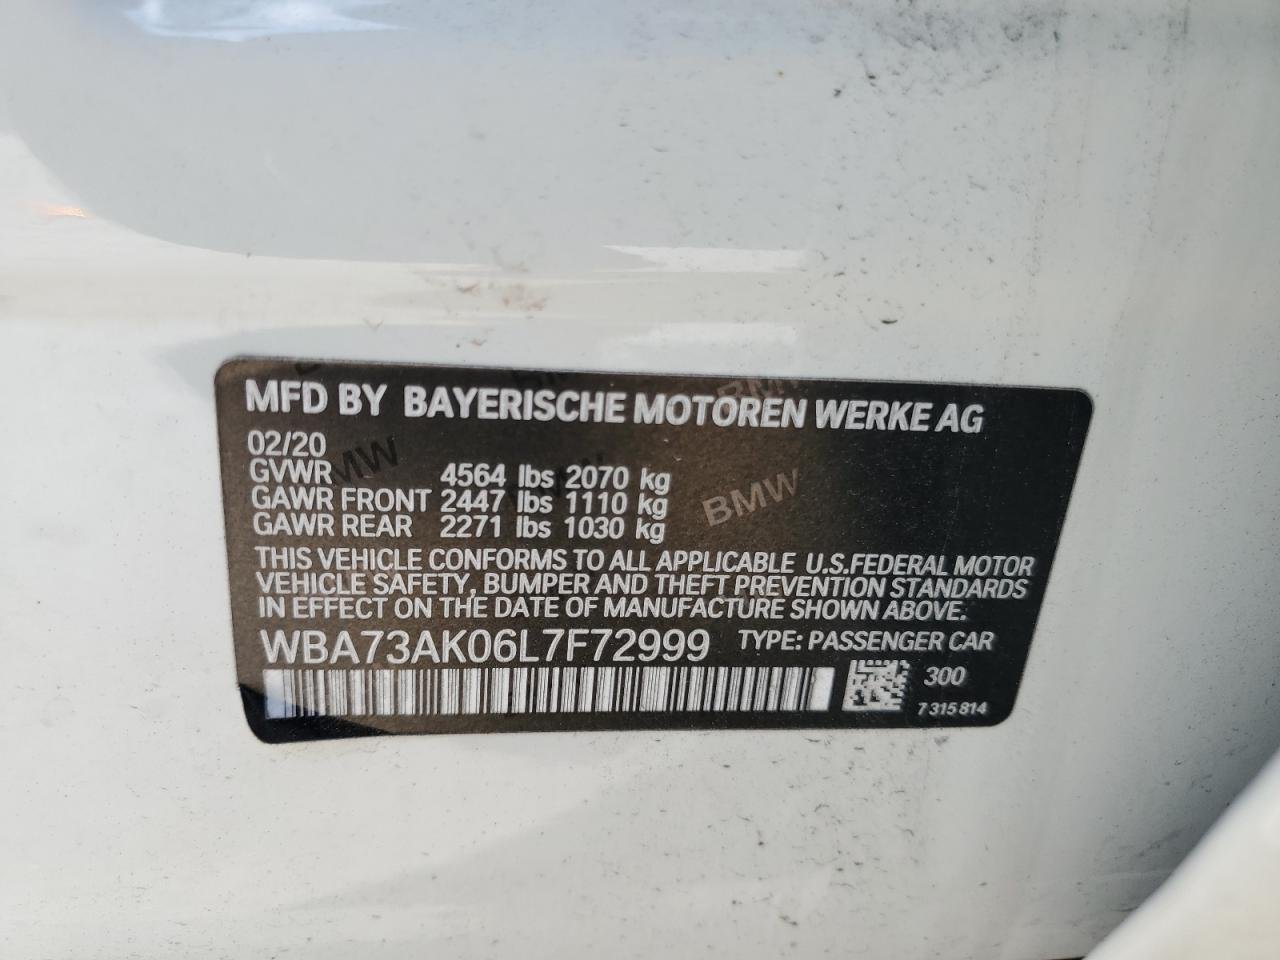 MFD BY BAYERISCHE MOTOREN WERKE AG
02/20
GVWR 4564 lbs 2070 kg
GAWR FRONT 2447 lbs 1110 kg
GAWR REAR 2271 lbs 1030 kg
THIS VEHICLE CONFORMS TO ALL APPLICABLE U.S.FEDERAL MOTOR
VEHICLE SAFETY, BUMPER AND THEFT PREVENTION STANDARDS
IN EFFECT ON THE DATE OF MANUFACTURE SHOWN ABOVE.
WBA73AK06L7F72999 TYPE: PASSENGER CAR
300
7 315 814
BMW
BMW
BMW